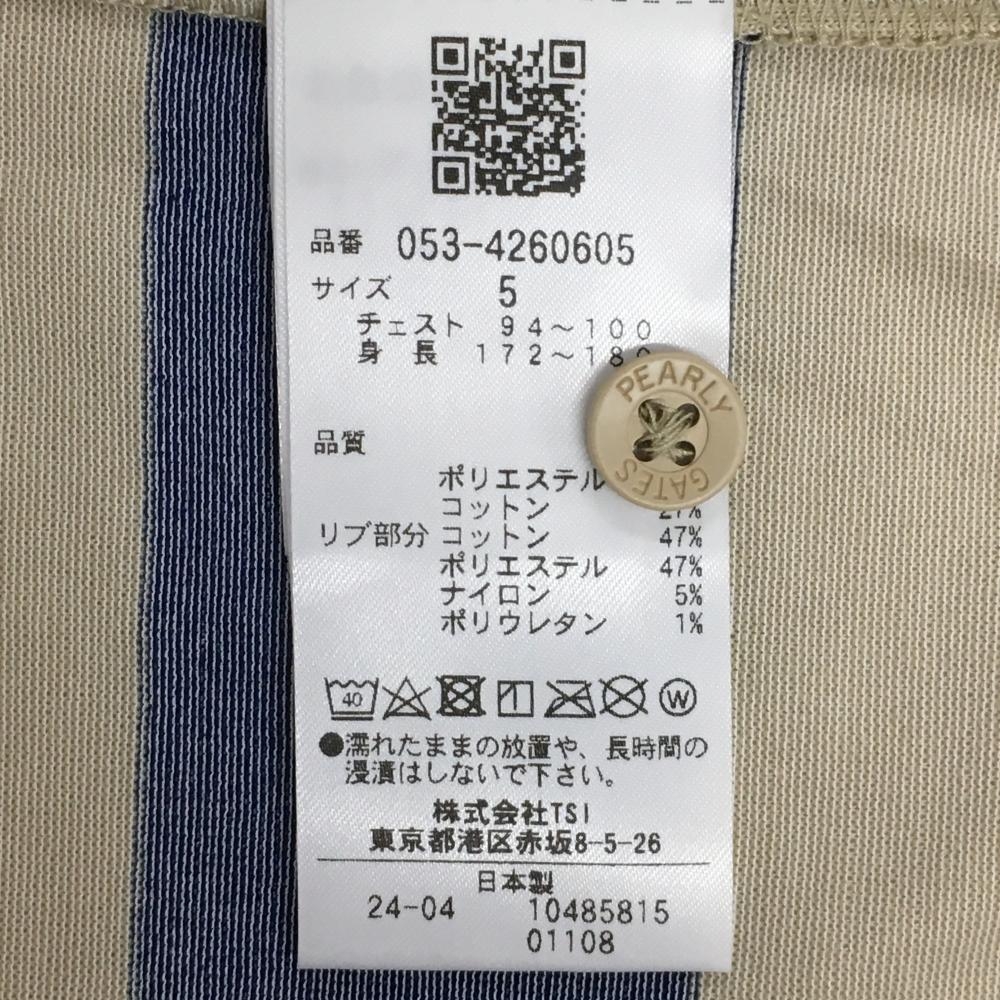 品番 053-4260605
サイズ 5
チェスト 94～100
身長 172～18
PEARLY
GATES
品質
ポリエステル
コットン 27%
リブ部分 コットン 47%
ポリエステル 47%
ナイロン 5%
ポリウレタン 1%
40
W
●濡れたままの放置や、長時間の
浸漬はしないで下さい。
株式会社TSI
東京都港区赤坂8-5-26
日本製
24-04 10485815
01108